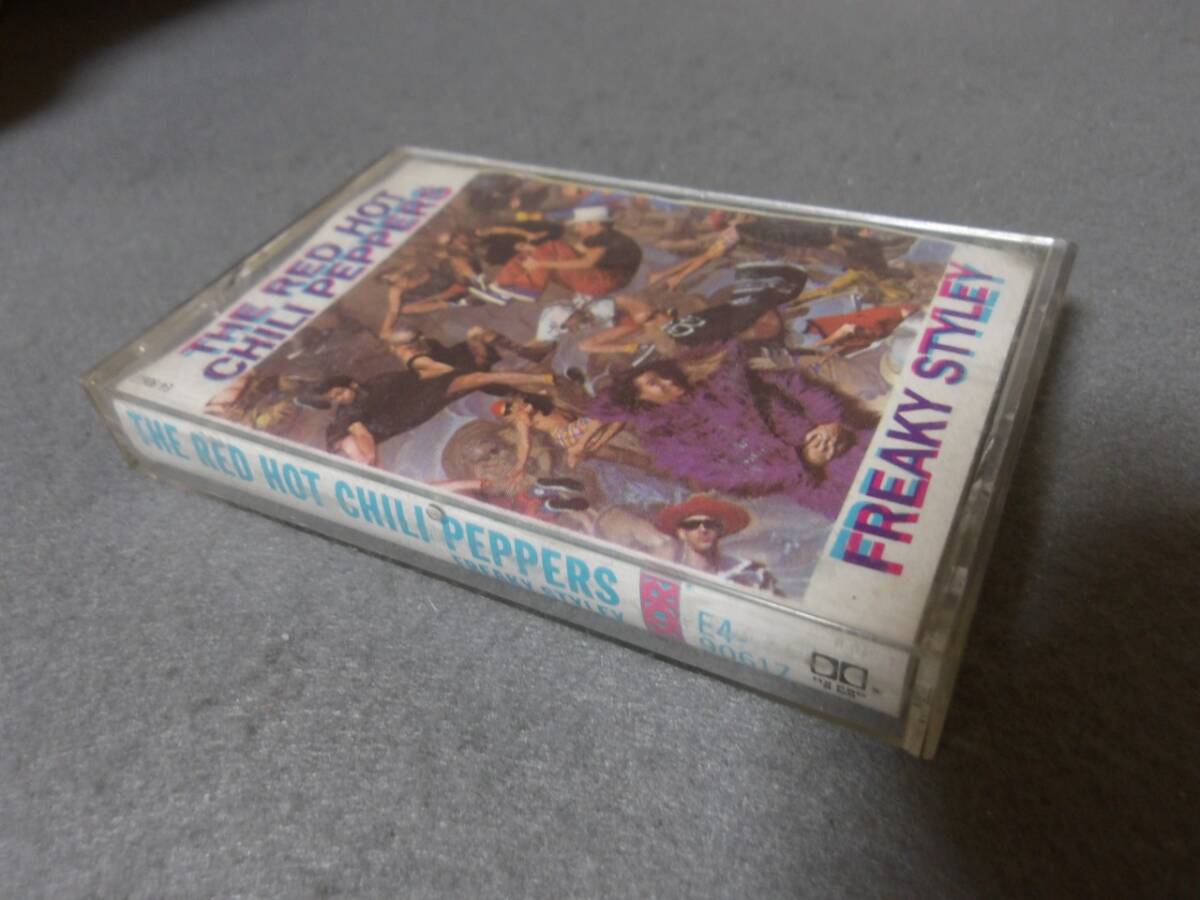 THE RED HOT
CHILI PEPPERS
FREAKY STYLEY
THE RED HOT CHILI PEPPERS
FREAKY STYLEY
E4
90617